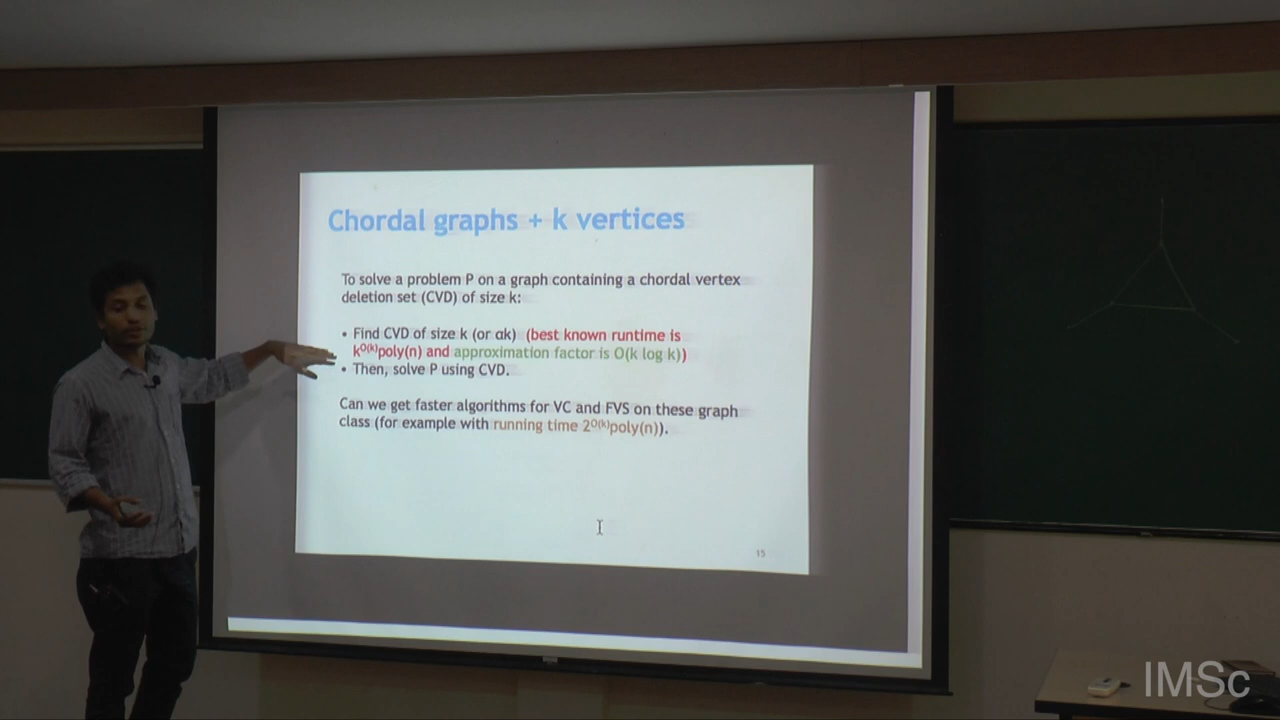 Chordal graphs + k vertices
To solve a problem P on a graph containing a chordal vertex
deletion set (CVD) of size k:
• Find CVD of size k (or αk) (best known runtime is
k^O(k)poly(n) and approximation factor is O(k log k))
• Then, solve P using CVD.
Can we get faster algorithms for VC and FVS on these graph
class (for example with running time 2^O(k)poly(n)).
15
IMSc